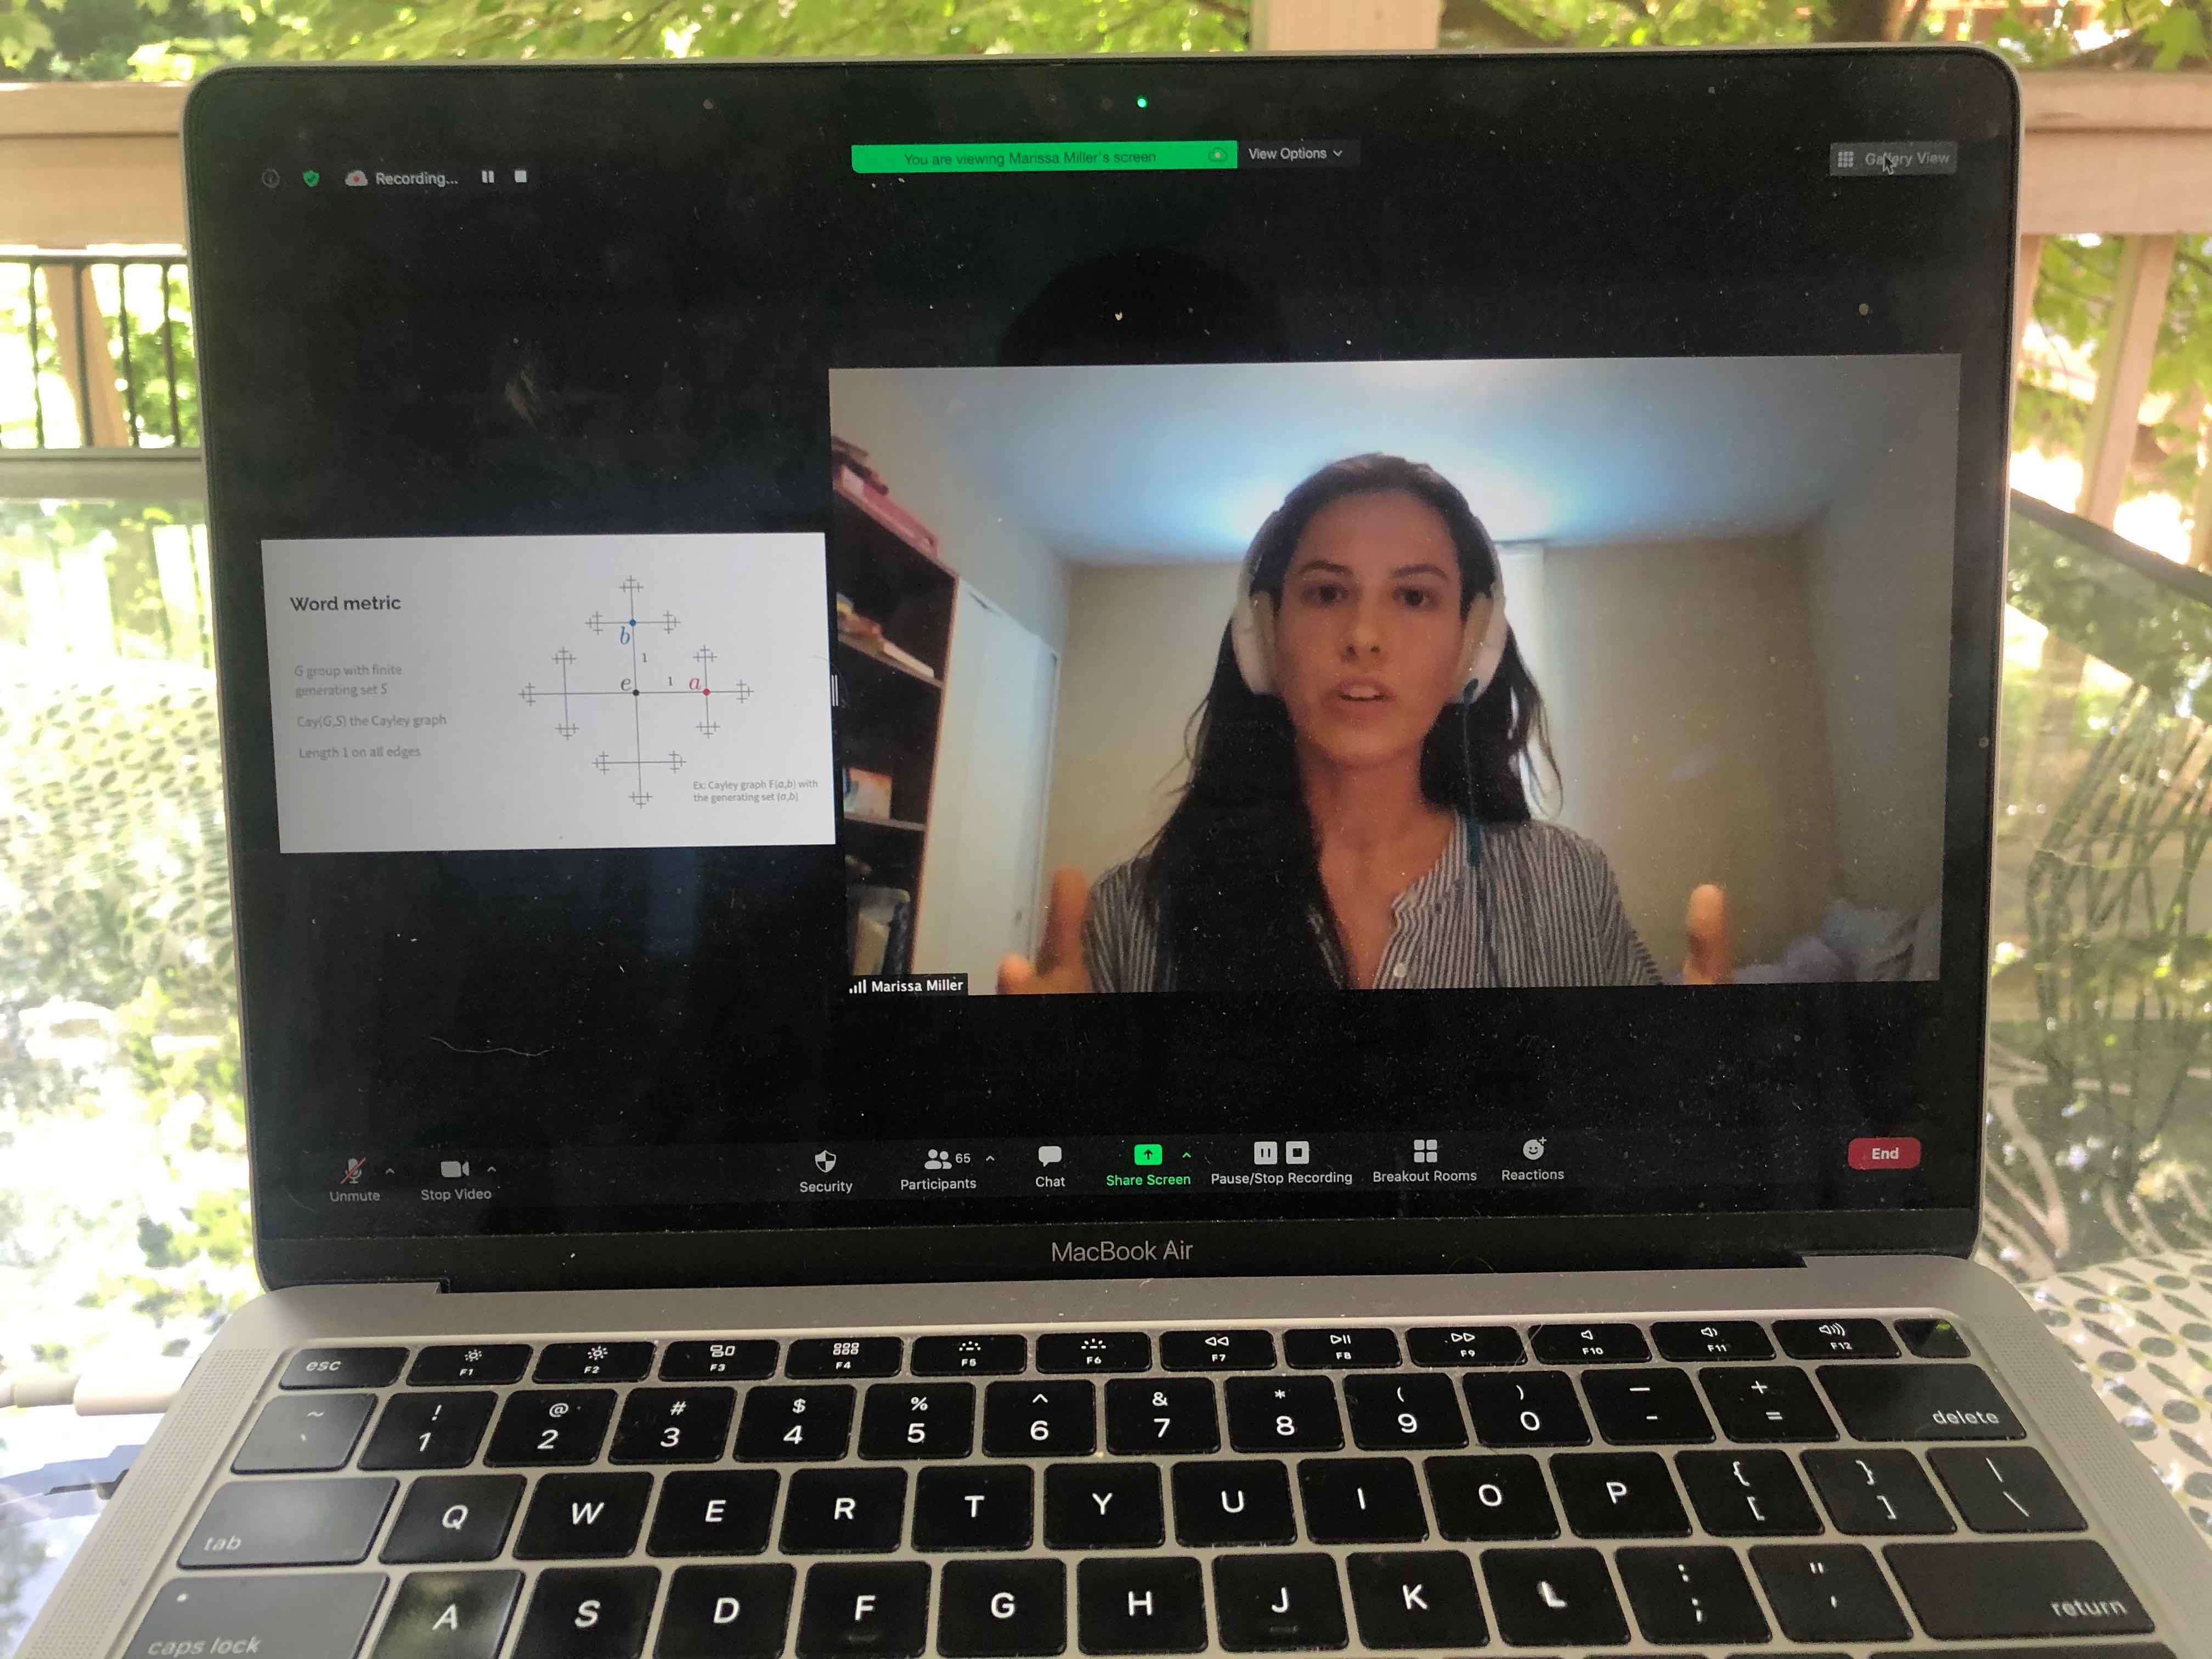 You are viewing Marissa Miller's screen
View Options
Recording...
Gallery View
Word metric
G group with finite
generating set S
Cay(G,S) the Cayley graph
Length 1 on all edges
b
1
e
1
a
Ex: Cayley graph F(a,b) with
the generating set {a,b}
Marissa Miller
Unmute
Stop Video
Security
65
Participants
Chat
Share Screen
Pause/Stop Recording
Breakout Rooms
Reactions
End
MacBook Air
esc F1 F2 F3 F4 F5 F6 F7 F8 F9 F10 F11 F12
~ ! @ # $ % ^ & * ( ) — +
` 1 2 3 4 5 6 7 8 9 0 - = delete
{ } |
tab Q W E R T Y U I O P [ ] \
: "
caps lock A S D F G H J K L ; ' return